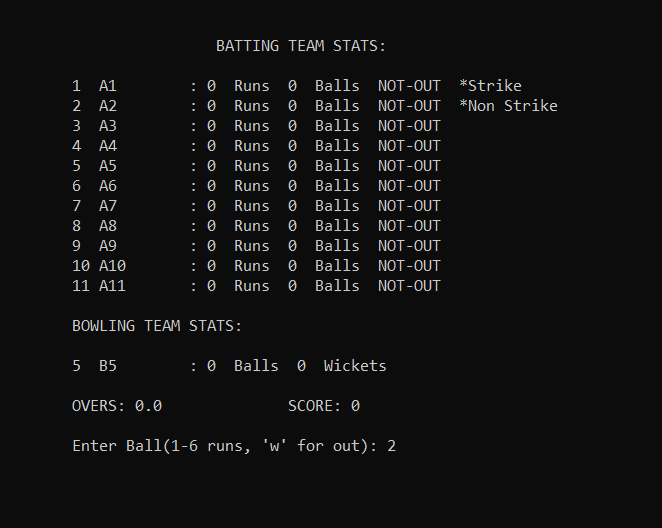 BATTING TEAM STATS:
1 A1 : 0 Runs 0 Balls NOT-OUT *Strike
2 A2 : 0 Runs 0 Balls NOT-OUT *Non Strike
3 A3 : 0 Runs 0 Balls NOT-OUT
4 A4 : 0 Runs 0 Balls NOT-OUT
5 A5 : 0 Runs 0 Balls NOT-OUT
6 A6 : 0 Runs 0 Balls NOT-OUT
7 A7 : 0 Runs 0 Balls NOT-OUT
8 A8 : 0 Runs 0 Balls NOT-OUT
9 A9 : 0 Runs 0 Balls NOT-OUT
10 A10 : 0 Runs 0 Balls NOT-OUT
11 A11 : 0 Runs 0 Balls NOT-OUT
BOWLING TEAM STATS:
5 B5 : 0 Balls 0 Wickets
OVERS: 0.0 SCORE: 0
Enter Ball(1-6 runs, 'w' for out): 2